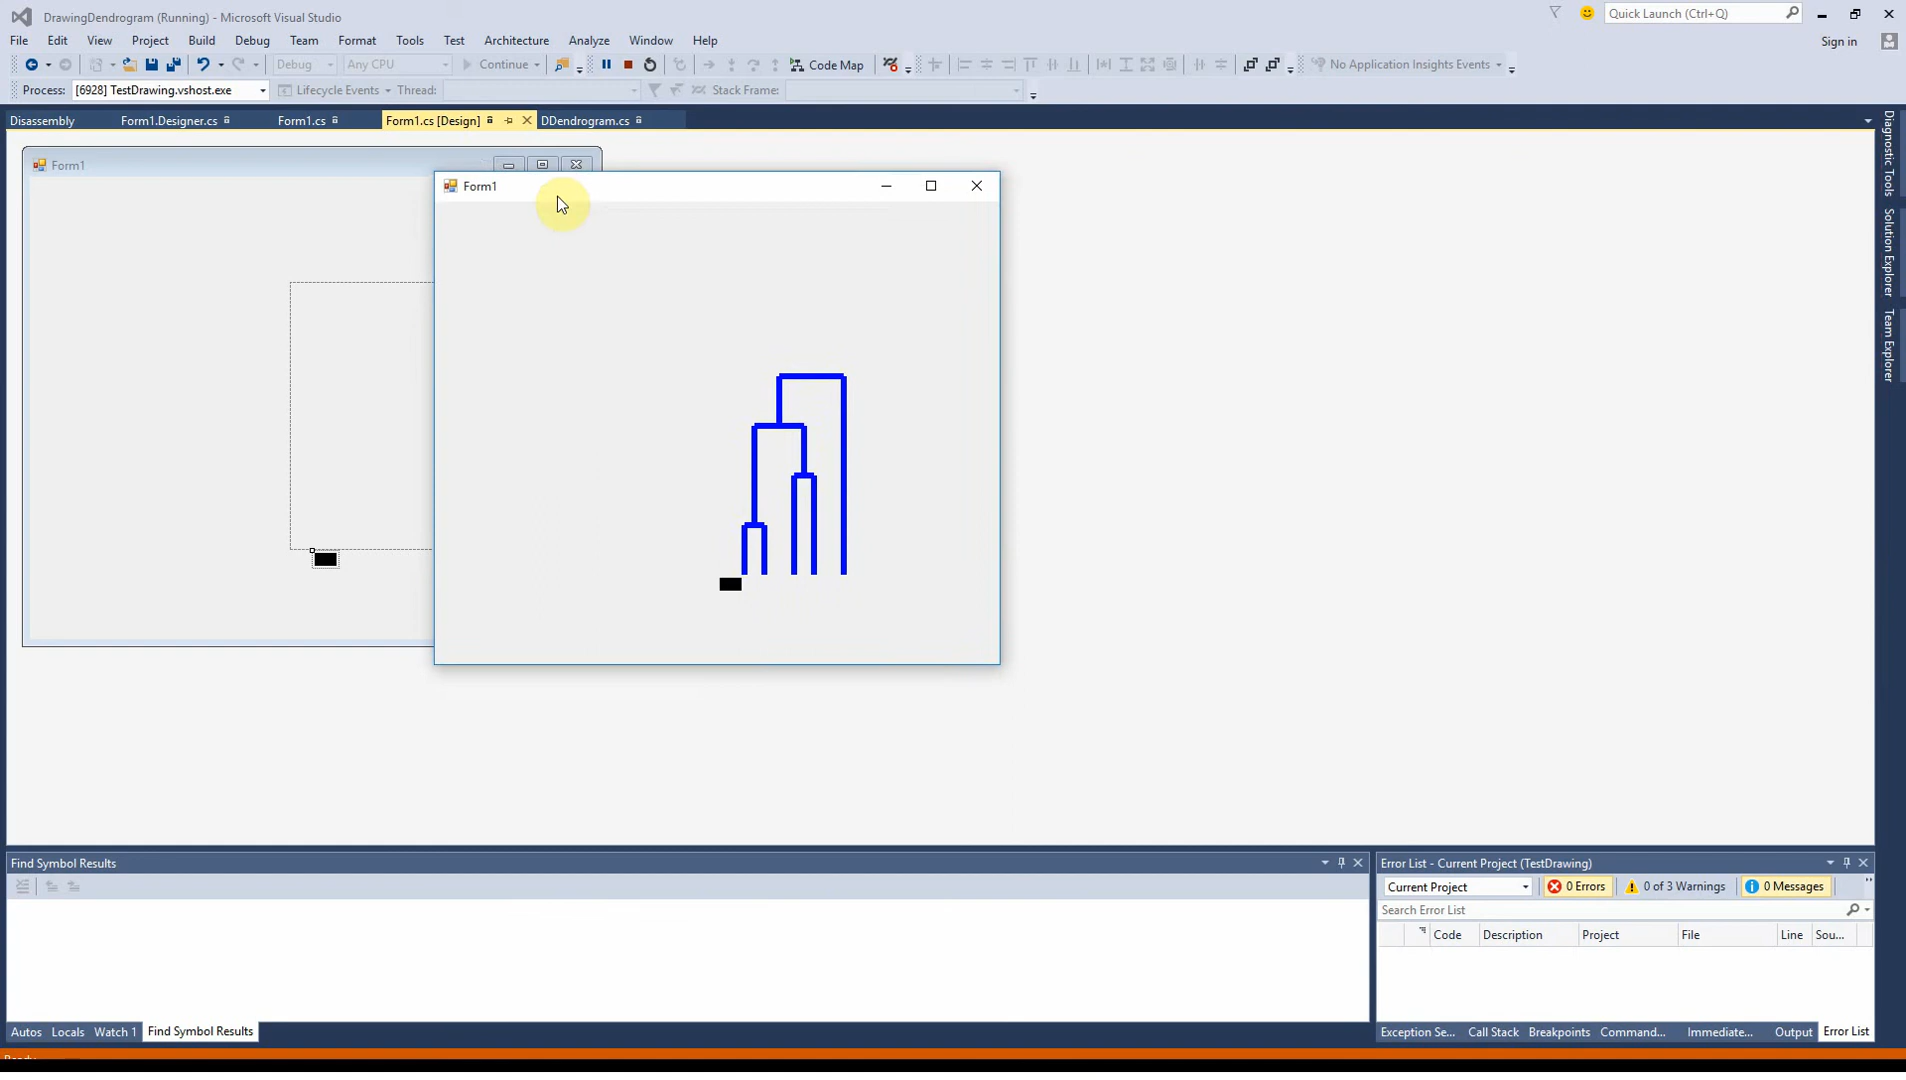 DrawingDendrogram (Running) - Microsoft Visual Studio
Quick Launch (Ctrl+Q)
File Edit View Project Build Debug Team Format Tools Test Architecture Analyze Window Help
Sign in
Debug Any CPU Continue Code Map No Application Insights Events
Process: [6928] TestDrawing.vshost.exe Lifecycle Events Thread: Stack Frame:
Disassembly Form1.Designer.cs Form1.cs Form1.cs [Design] DDendrogram.cs
Diagnostic Tools
Solution Explorer
Team Explorer
Form1
Form1
Find Symbol Results
Error List - Current Project (TestDrawing)
Current Project 0 Errors 0 of 3 Warnings 0 Messages
Search Error List
Code Description Project File Line Sou...
Autos Locals Watch 1 Find Symbol Results
Exception Se... Call Stack Breakpoints Command... Immediate... Output Error List